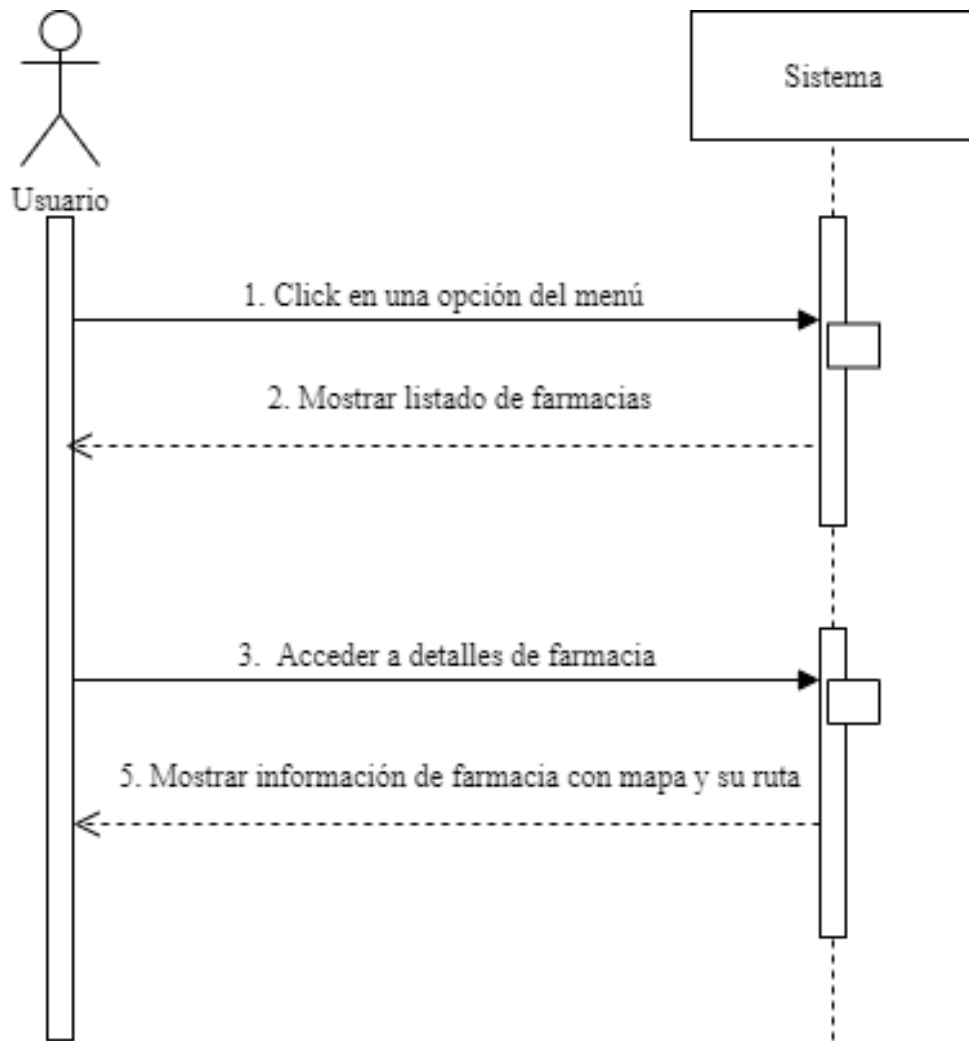 Sistema
Usuario
1. Click en una opción del menú
2. Mostrar listado de farmacias
3.  Acceder a detalles de farmacia
5. Mostrar información de farmacia con mapa y su ruta